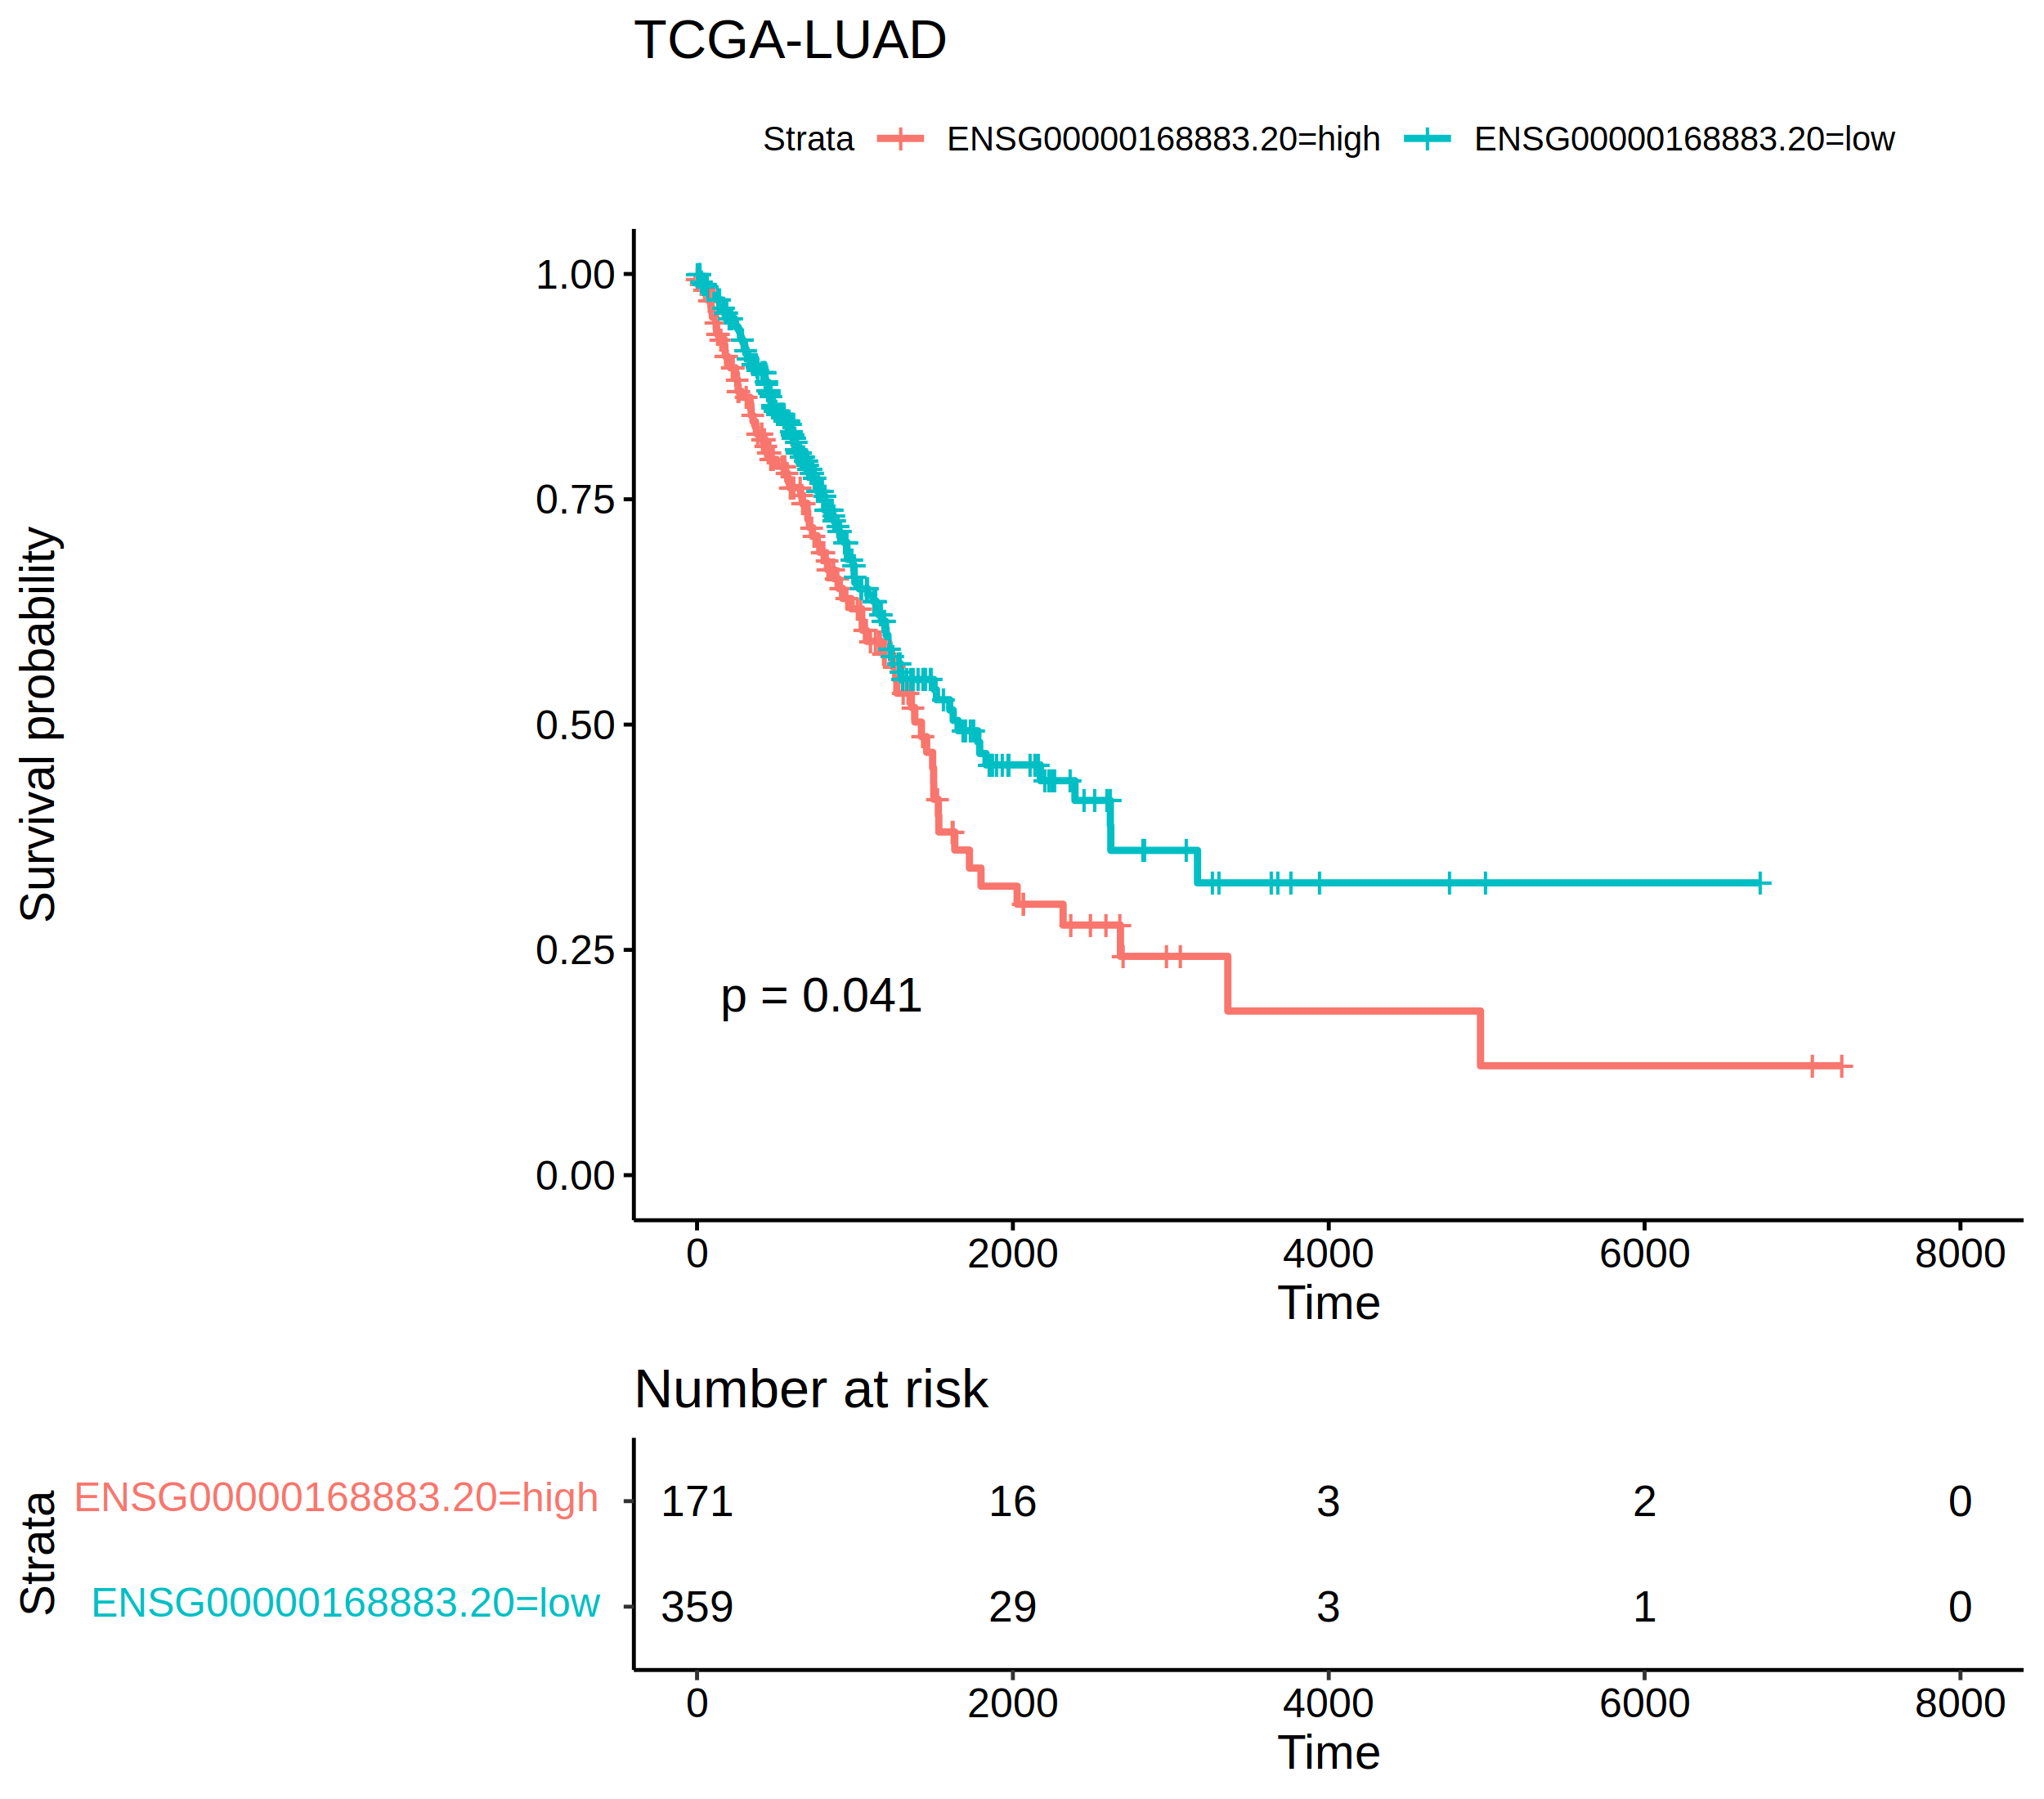 TCGA-LUAD
Strata ENSG00000168883.20=high ENSG00000168883.20=low
Survival probability
1.00
0.75
0.50
0.25
0.00
p = 0.041
0 2000 4000 6000 8000
Time
Number at risk
Strata
ENSG00000168883.20=high 171 16 3 2 0
ENSG00000168883.20=low 359 29 3 1 0
0 2000 4000 6000 8000
Time